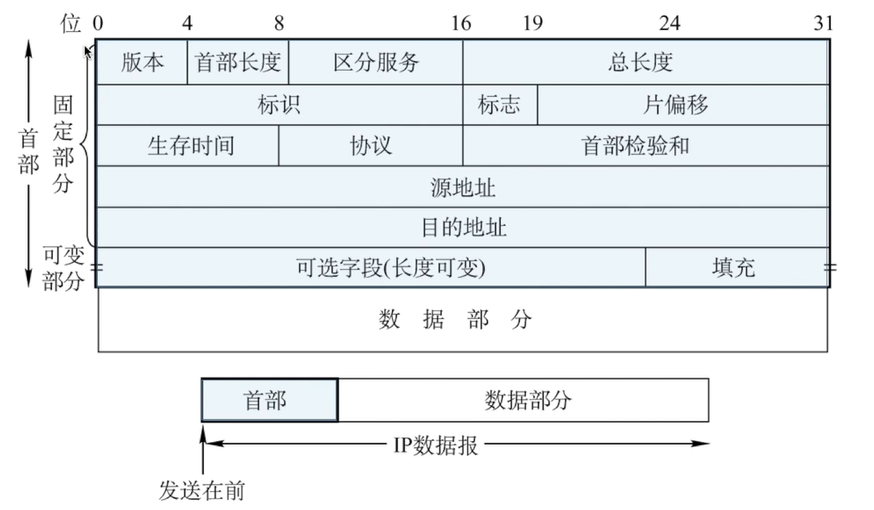 位 0 4 8 16 19 24 31
版本 首部长度 区分服务 总长度
标识 标志 片偏移
生存时间 协议 首部检验和
源地址
目的地址
可选字段(长度可变) 填充
首部
固定部分
可变
部分
数据部分
首部 数据部分
IP数据报
发送在前